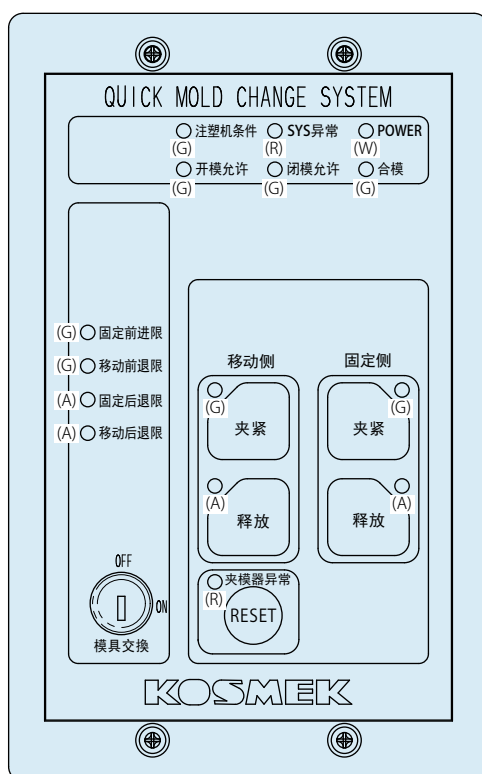 QUICK MOLD CHANGE SYSTEM
注塑机条件 SYS异常 POWER
(G) (R) (W)
开模允许 闭模允许 合模
(G) (G) (G)
(G) 固定前进限
(G) 移动前退限
(A) 固定后退限
(A) 移动后退限
OFF
ON
模具交換
移动侧 固定侧
(G) (G)
夹紧 夹紧
(A) (A)
释放 释放
夹模器异常
(R)
RESET
KOSMEK